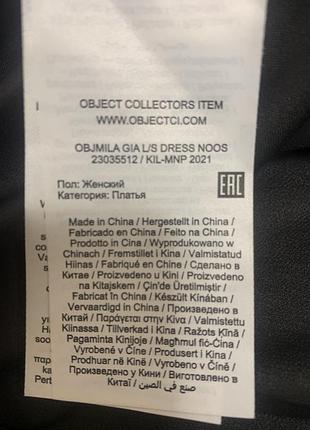 OBJECT COLLECTORS ITEM
WWW.OBJECTCI.COM
OBJMILA GIA L/S DRESS NOOS
23035512 / KIL-MNP 2021
Пол: Женский
Категория: Платья
EAC
Made in China / Hergestellt in China /
Fabricado en China / Feito na China /
Prodotto in Cina / Wyprodukowano w
Chinach / Fremstillet i Kina / Valmistatud
Hiinas / Fabriqué en Chine / Сделано в
Китае / Proizvedeno u Kini / Proizvedeno
na Kitajskem / Çin'de Üretilmiştir /
Fabricat în China / Készült Kínában /
Vervaardigd in China / Произведено в
Китай / Παράγεται στην Κίνα / Valmistettu
Kiinassa / Tillverkad i Kina / Ražots Ķīnā /
Pagaminta Kinijoje / Maghmul fiċ-Ċina /
Vyrobené v Číně / Produsert i Kina /
Prodhuar në Kinë / Vyrobeno v Číně /
Произведено у Кини / Виготовлено в
Китаї / صنع في الصين /